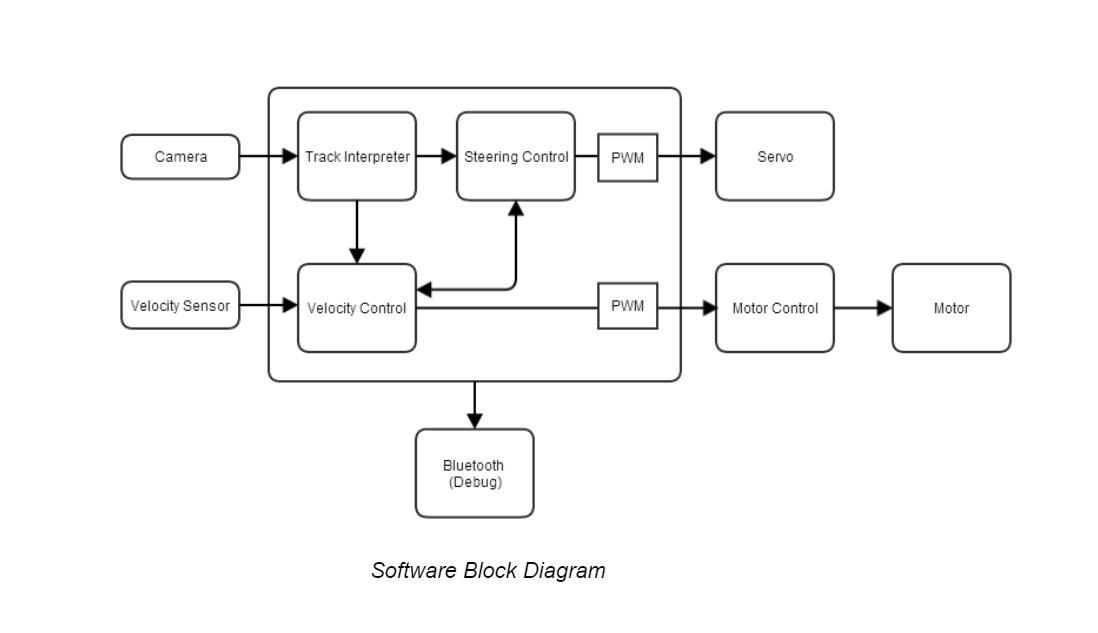 Camera
Track Interpreter
Steering Control
PWM
Servo
Velocity Sensor
Velocity Control
PWM
Motor Control
Motor
Bluetooth
(Debug)
Software Block Diagram